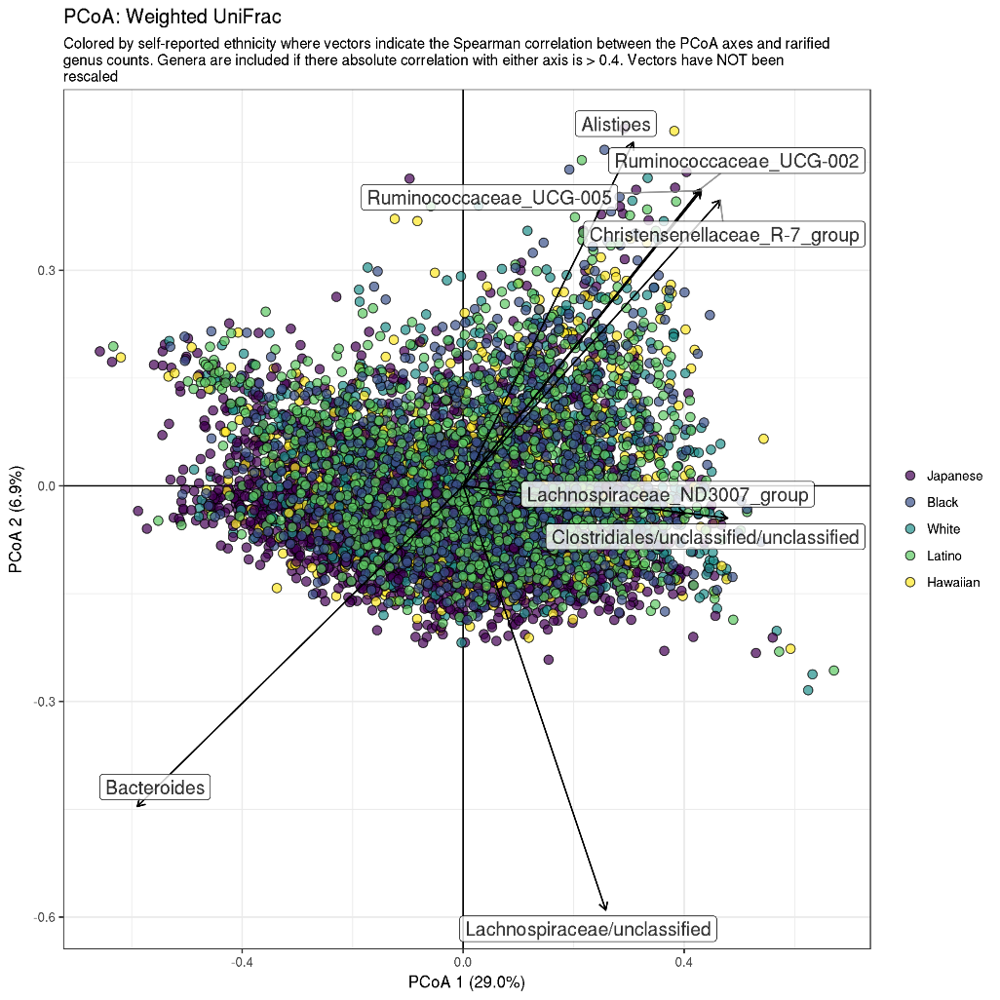 PCoA: Weighted UniFrac
Colored by self-reported ethnicity where vectors indicate the Spearman correlation between the PCoA axes and rarified
genus counts. Genera are included if there absolute correlation with either axis is > 0.4. Vectors have NOT been
rescaled
Alistipes
Ruminococcaceae_UCG-002
Ruminococcaceae_UCG-005
Christensenellaceae_R-7_group
0.3
0.0
Lachnospiraceae_ND3007_group
Clostridiales/unclassified/unclassified
Japanese
Black
White
Latino
Hawaiian
PCoA 2 (6.9%)
-0.3
Bacteroides
-0.6
Lachnospiraceae/unclassified
-0.4
0.0
0.4
PCoA 1 (29.0%)